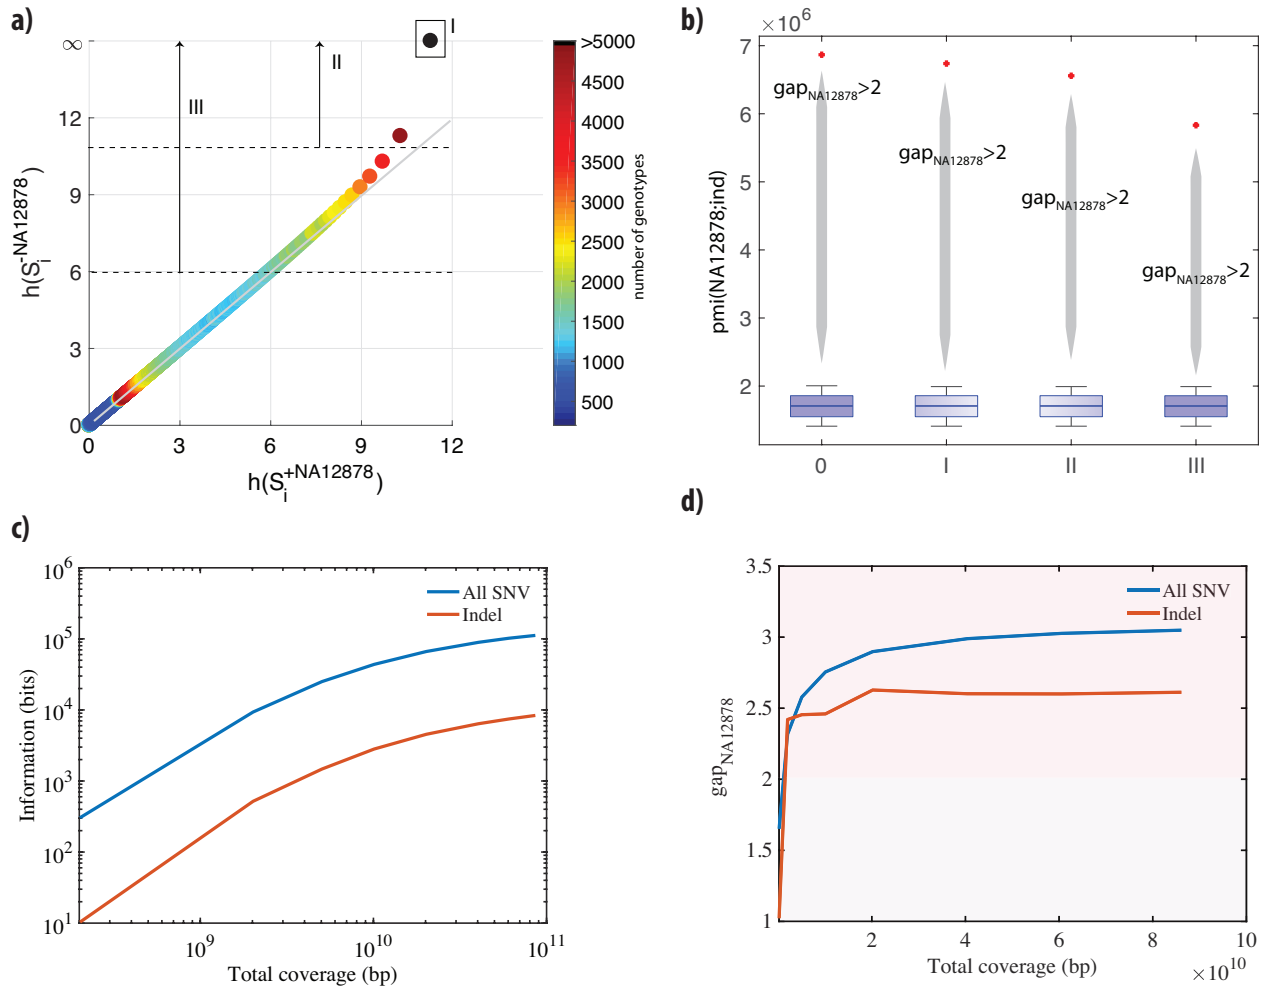 a)
I
∞
II
III
12
9
6
3
0
0
3
6
9
12
h(S_i^-NA12878)
h(S_i^+NA12878)
>5000
4500
4000
3500
3000
2500
2000
1500
1000
500
number of genotypes
b)
×10^6
7
6
5
4
3
2
pmi(NA12878;ind)
gap_NA12878>2
gap_NA12878>2
gap_NA12878>2
gap_NA12878>2
0
I
II
III
c)
10^6
10^5
10^4
10^3
10^2
10^1
Information (bits)
All SNV
Indel
10^9
10^10
10^11
Total coverage (bp)
d)
3.5
3
2.5
2
1.5
1
gap_NA12878
All SNV
Indel
2
4
6
8
10
Total coverage (bp)
×10^10